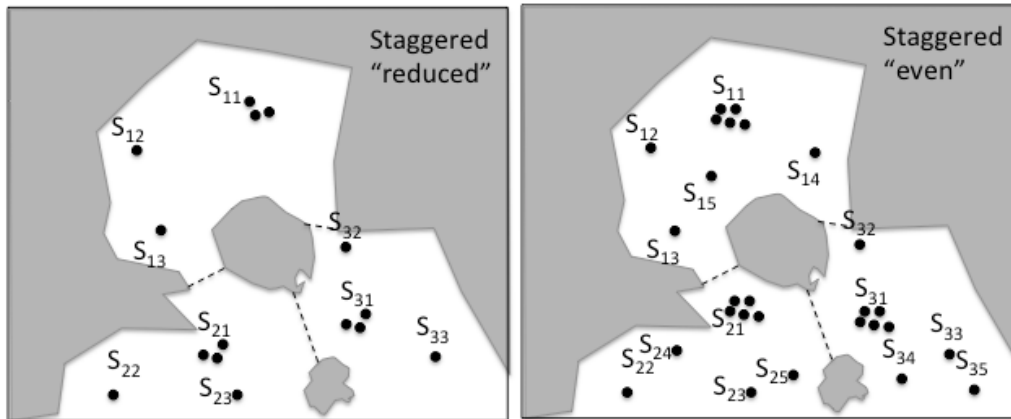 Staggered
“reduced”
S11
S12
S13
S32
S31
S21
S33
S22
S23
Staggered
“even”
S11
S12
S14
S15
S13
S32
S31
S21
S33
S24
S34
S22
S25
S35
S23